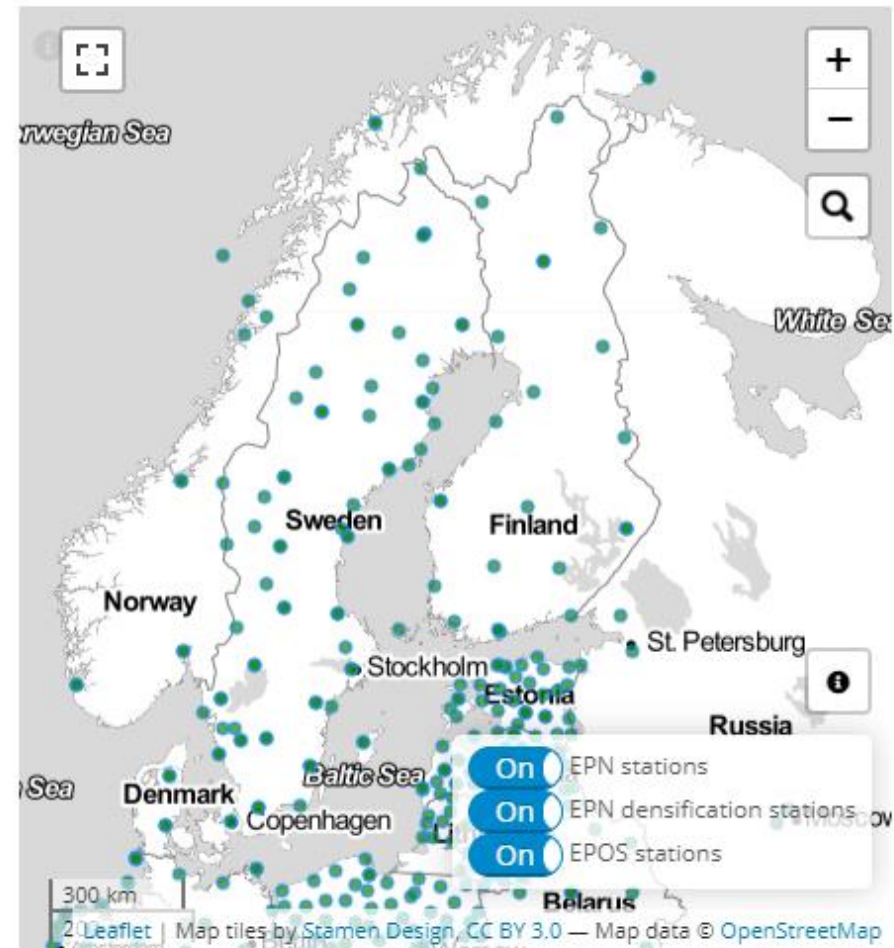 +
rwegian Sea
−
White Se
Sweden
Finland
Norway
St. Petersburg
Stockholm
Estonia
Russia
On EPN stations
Sea
Baltic Sea
Denmark
On EPN densification stations
Copenhagen
On EPOS stations
300 km
Belarus
Leaflet | Map tiles by Stamen Design, CC BY 3.0 — Map data © OpenStreetMap